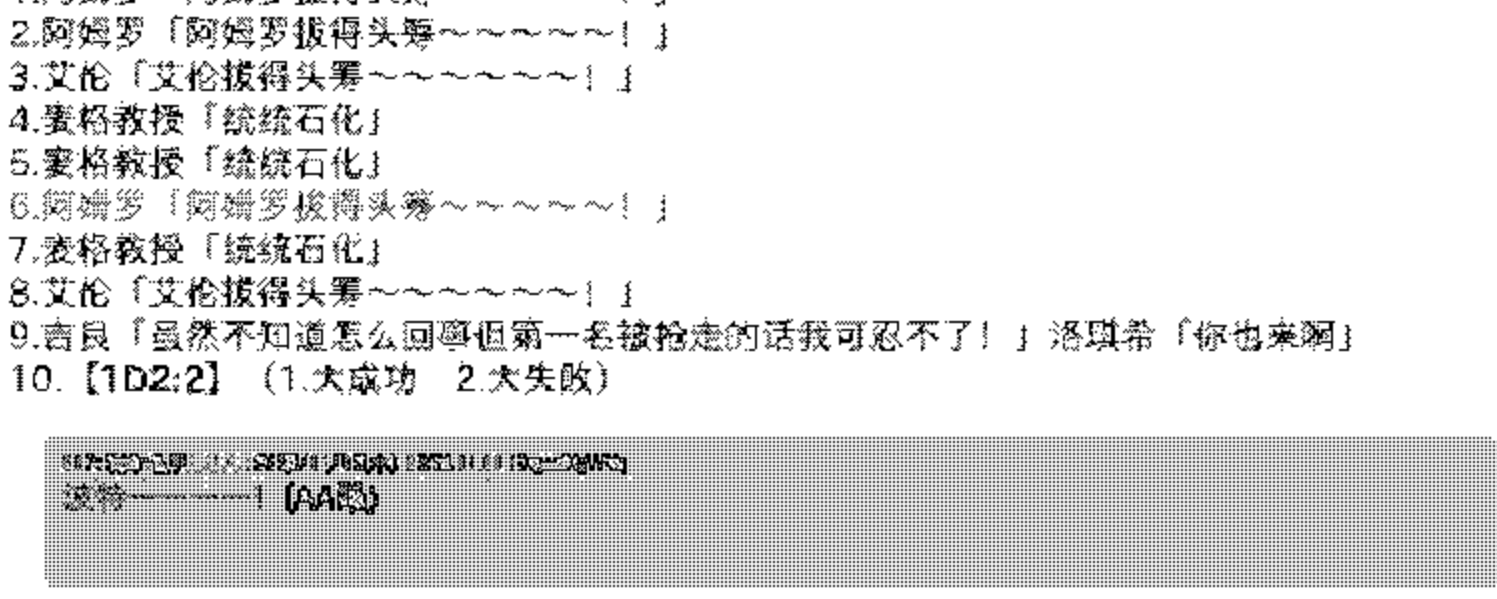 2.阿姆罗「阿姆罗拔得头筹～～～～～！」
3.艾伦「艾伦拔得头筹～～～～～～！」
4.麦格教授「统统石化」
5.麦格教授「统统石化」
6.阿姆罗「阿姆罗拔得头筹～～～～～！」
7.麦格教授「统统石化」
8.艾伦「艾伦拔得头筹～～～～～～！」
9.吉良「虽然不知道怎么回事但第一名被抢走的话我可忍不了！」洛琪希「你也来啊」
10.【1D2:2】（1.大成功　2.大失败）
波特——————！(AA略)